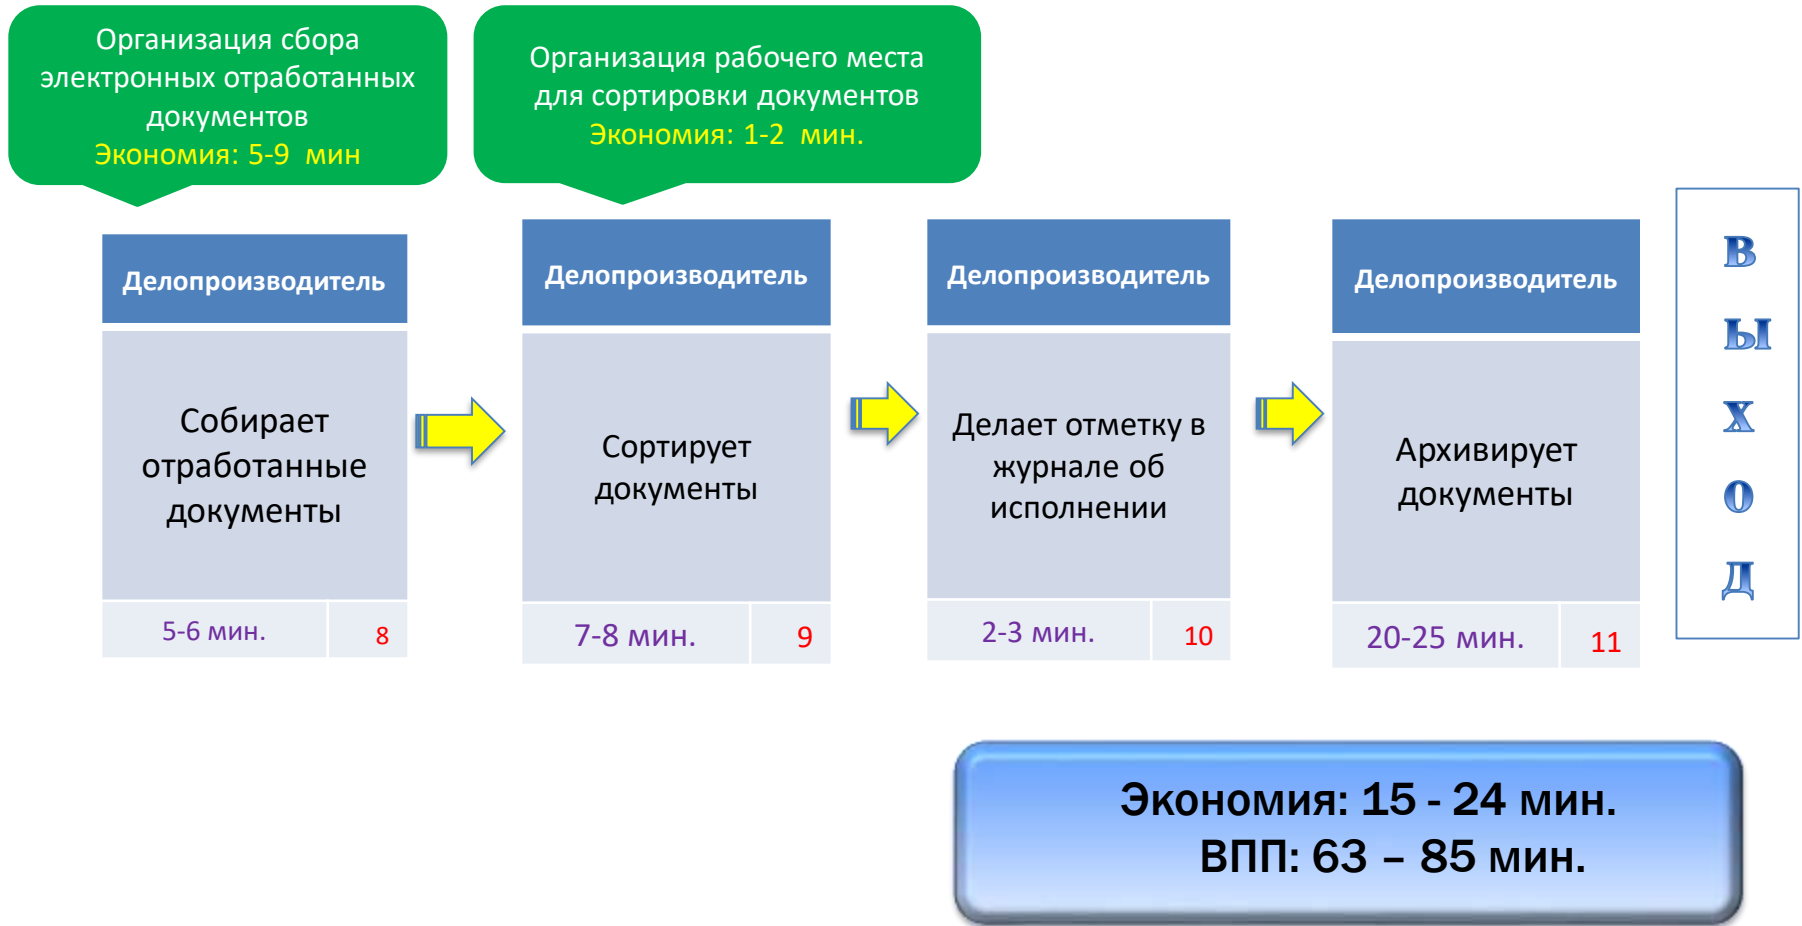 Организация сбора
электронных отработанных
документов
Экономия: 5-9 мин
Организация рабочего места
для сортировки документов
Экономия: 1-2 мин.
Делопроизводитель
Собирает
отработанные
документы
5-6 мин.
8
Делопроизводитель
Сортирует
документы
7-8 мин.
9
Делопроизводитель
Делает отметку в
журнале об
исполнении
2-3 мин.
10
Делопроизводитель
Архивирует
документы
20-25 мин.
11
В
Ы
Х
О
Д
Экономия: 15 - 24 мин.
ВПП: 63 – 85 мин.